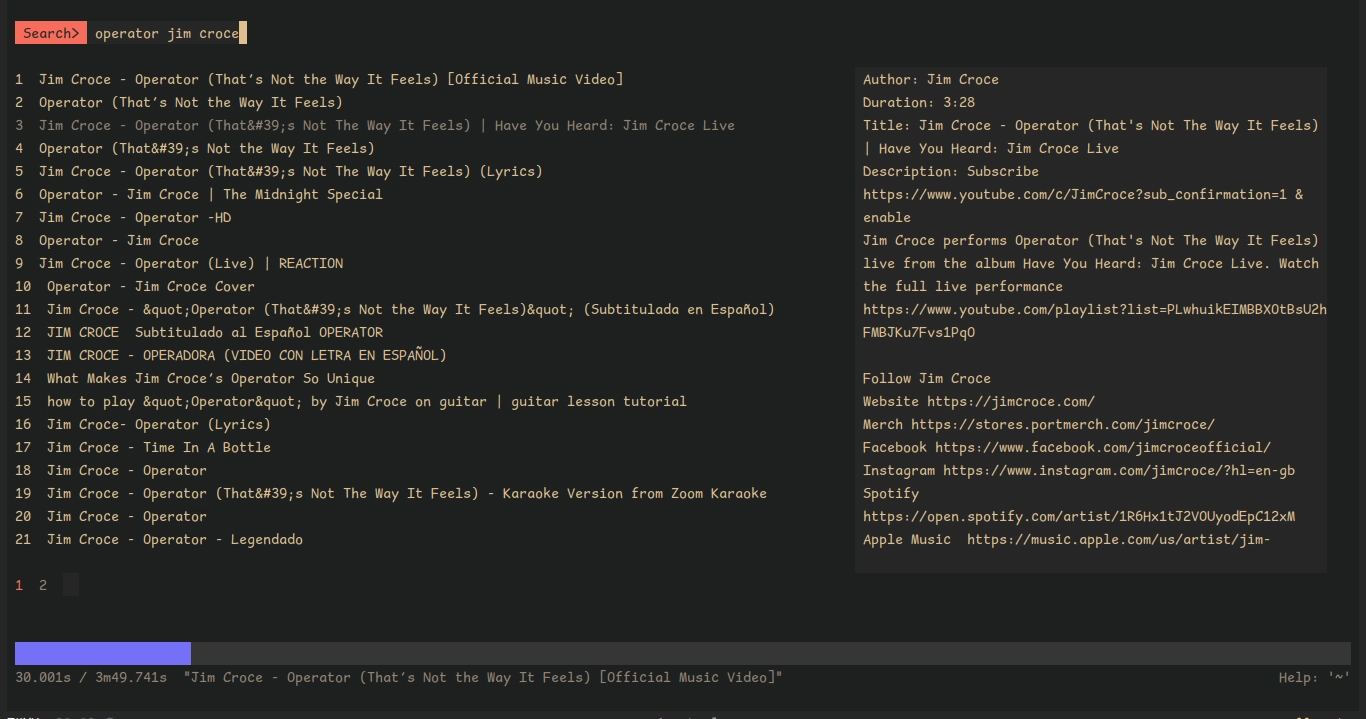 Search> operator jim croce
1 Jim Croce - Operator (That's Not the Way It Feels) [Official Music Video]
2 Operator (That's Not the Way It Feels)
3 Jim Croce - Operator (That&#39;s Not The Way It Feels) | Have You Heard: Jim Croce Live
4 Operator (That&#39;s Not the Way It Feels)
5 Jim Croce - Operator (That&#39;s Not The Way It Feels) (Lyrics)
6 Operator - Jim Croce | The Midnight Special
7 Jim Croce - Operator -HD
8 Operator - Jim Croce
9 Jim Croce - Operator (Live) | REACTION
10 Operator - Jim Croce Cover
11 Jim Croce - &quot;Operator (That&#39;s Not the Way It Feels)&quot; (Subtitulada en Español)
12 JIM CROCE  Subtitulado al Español OPERATOR
13 JIM CROCE - OPERADORA (VIDEO CON LETRA EN ESPAÑOL)
14 What Makes Jim Croce's Operator So Unique
15 how to play &quot;Operator&quot; by Jim Croce on guitar | guitar lesson tutorial
16 Jim Croce- Operator (Lyrics)
17 Jim Croce - Time In A Bottle
18 Jim Croce - Operator
19 Jim Croce - Operator (That&#39;s Not The Way It Feels) - Karaoke Version from Zoom Karaoke
20 Jim Croce - Operator
21 Jim Croce - Operator - Legendado
1 2
Author: Jim Croce
Duration: 3:28
Title: Jim Croce - Operator (That's Not The Way It Feels)
| Have You Heard: Jim Croce Live
Description: Subscribe
https://www.youtube.com/c/JimCroce?sub_confirmation=1 &
enable
Jim Croce performs Operator (That's Not The Way It Feels)
live from the album Have You Heard: Jim Croce Live. Watch
the full live performance
https://www.youtube.com/playlist?list=PLwhuikEIMBBXOtBsU2h
FMBJKu7Fvs1PqO
Follow Jim Croce
Website https://jimcroce.com/
Merch https://stores.portmerch.com/jimcroce/
Facebook https://www.facebook.com/jimcroceofficial/
Instagram https://www.instagram.com/jimcroce/?hl=en-gb
Spotify
https://open.spotify.com/artist/1R6Hx1tJ2VOUyodEpC12xM
Apple Music  https://music.apple.com/us/artist/jim-
30.001s / 3m49.741s "Jim Croce - Operator (That's Not the Way It Feels) [Official Music Video]"
Help: '~'